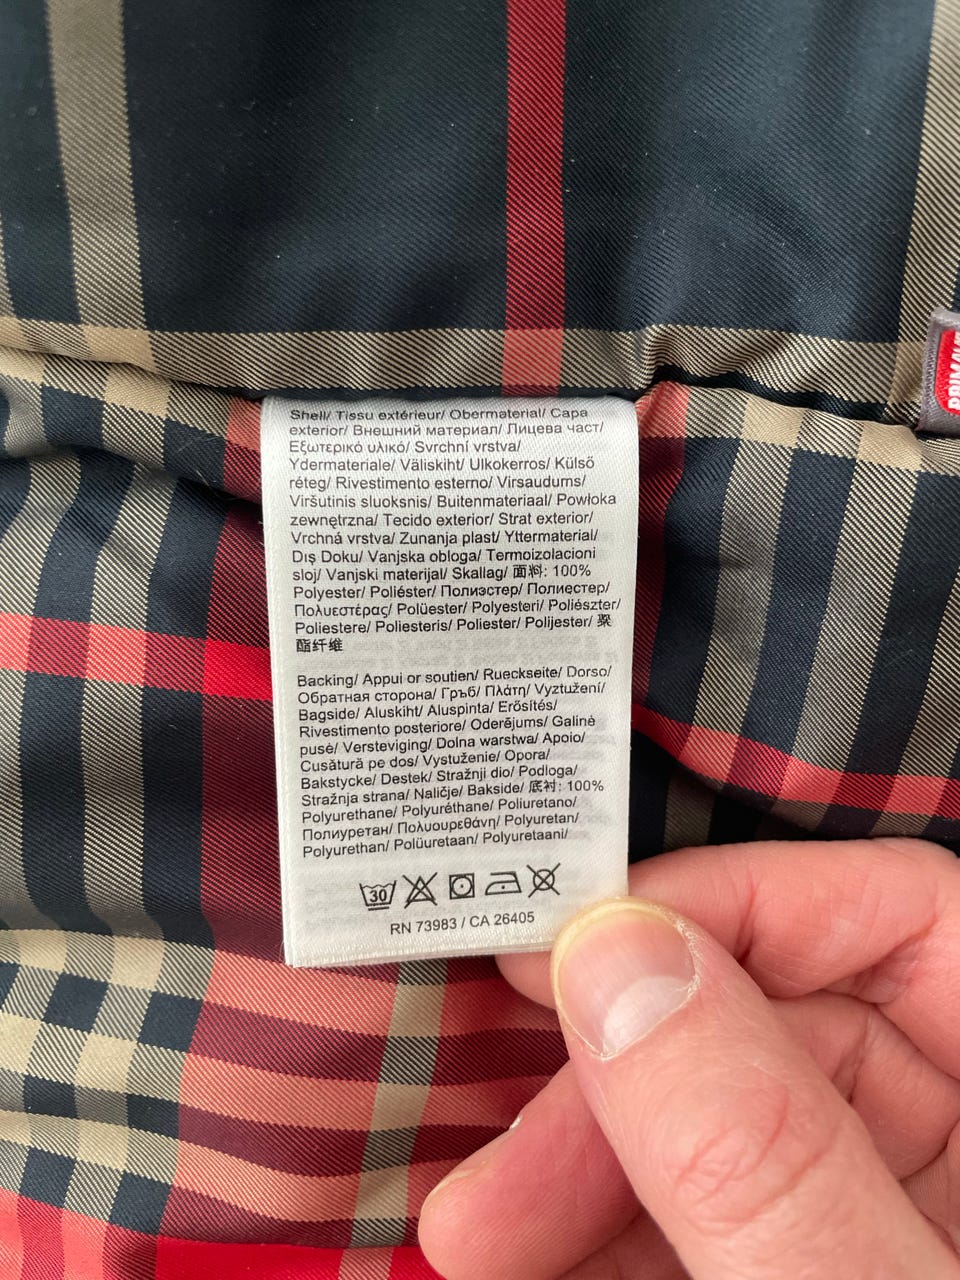 Shell/ Tissu extérieur/ Obermaterial/ Capa
exterior/ Внешний материал/ Лицева част/
Εξωτερικό υλικό/ Svrchní vrstva/
Ydermateriale/ Väliskiht/ Ulkokerros/ Külső
réteg/ Rivestimento esterno/ Virsaudums/
Viršutinis sluoksnis/ Buitenmateriaal/ Powłoka
zewnętrzna/ Tecido exterior/ Strat exterior/
Vrchná vrstva/ Zunanja plast/ Yttermaterial/
Dış Doku/ Vanjska obloga/ Termoizolacioni
sloj/ Vanjski materijal/ Skallag/ 面料: 100%
Polyester/ Poliéster/ Полиэстер/ Полиестер/
Πολυεστέρας/ Polüester/ Polyesteri/ Poliészter/
Poliestere/ Poliesteris/ Poliester/ Polijester/ 聚
酯纤维
Backing/ Appui or soutien/ Rueckseite/ Dorso/
Обратная сторона/ Гръб/ Πλάτη/ Vyztužení/
Bagside/ Aluskiht/ Aluspinta/ Erősítés/
Rivestimento posteriore/ Oderējums/ Galinė
pusė/ Versteviging/ Dolna warstwa/ Apoio/
Cusătură pe dos/ Vystuženie/ Opora/
Bakstycke/ Destek/ Stražnji dio/ Podloga/
Stražnja strana/ Naličje/ Bakside/ 底衬: 100%
Polyurethane/ Polyuréthane/ Poliuretano/
Полиуретан/ Πολυουρεθάνη/ Polyuretan/
Polyurethan/ Polüuretaan/ Polyuretaani/
30
RN 73983 / CA 26405